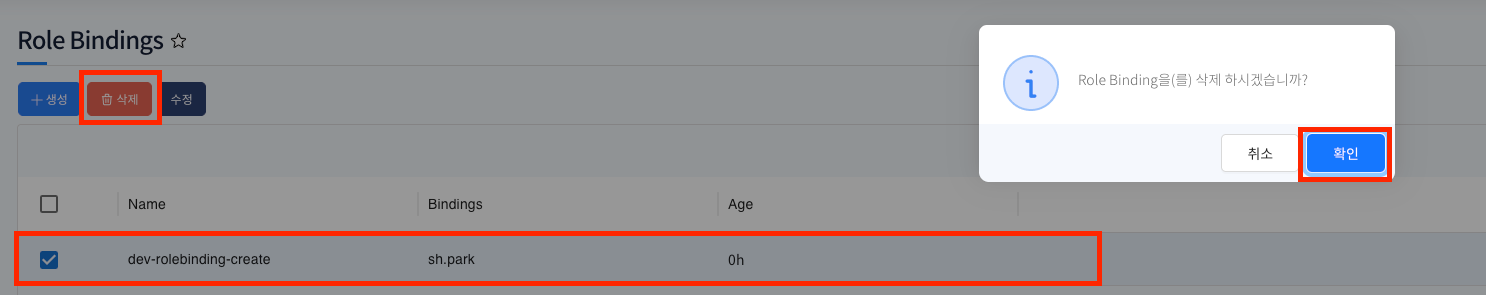 Role Bindings
생성
삭제
수정
Role Binding을(를) 삭제 하시겠습니까?
취소
확인
Name
Bindings
Age
dev-rolebinding-create
sh.park
0h